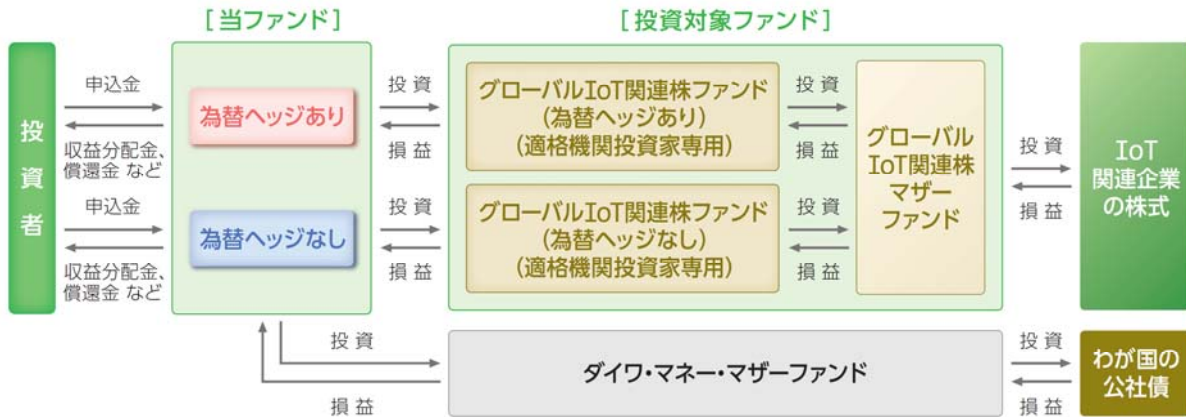 [当ファンド]
[投資対象ファンド]
投資者
申込金
収益分配金、
償還金 など
申込金
収益分配金、
償還金 など
為替ヘッジあり
為替ヘッジなし
投資
損益
投資
損益
グローバルIoT関連株ファンド
(為替ヘッジあり)
(適格機関投資家専用)
グローバルIoT関連株ファンド
(為替ヘッジなし)
(適格機関投資家専用)
投資
損益
投資
損益
グローバル
IoT関連株
マザー
ファンド
投資
損益
IoT
関連企業
の株式
投資
損益
ダイワ・マネー・マザーファンド
投資
損益
わが国の
公社債